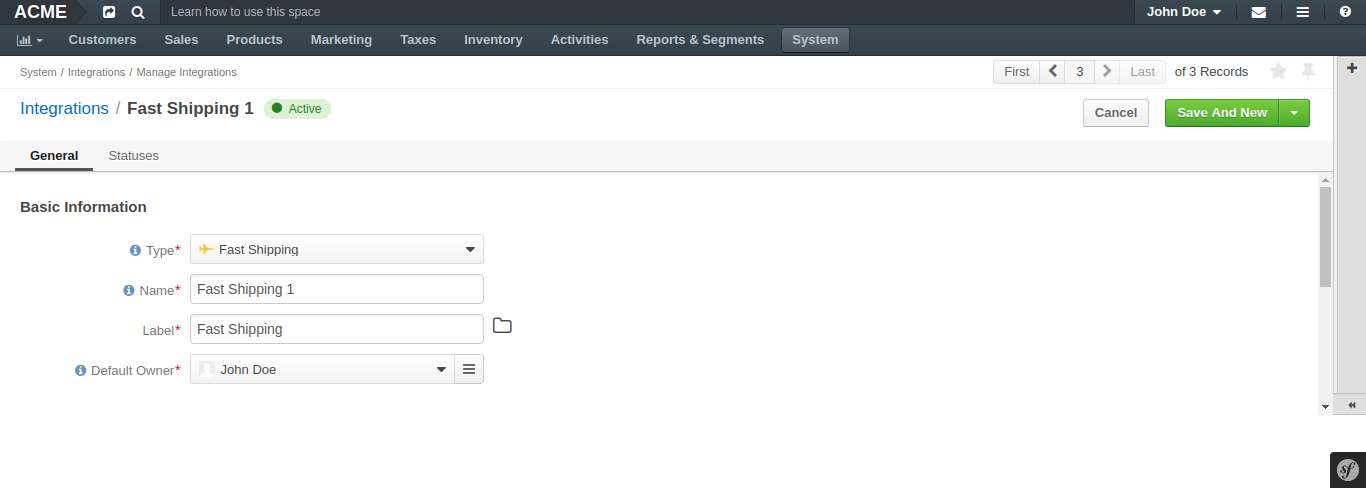 ACME Learn how to use this space John Doe
Customers Sales Products Marketing Taxes Inventory Activities Reports & Segments System
System / Integrations / Manage Integrations First 3 Last of 3 Records
Integrations / Fast Shipping 1 Active Cancel Save And New
General Statuses
Basic Information
Type* Fast Shipping
Name* Fast Shipping 1
Label* Fast Shipping
Default Owner* John Doe
sf